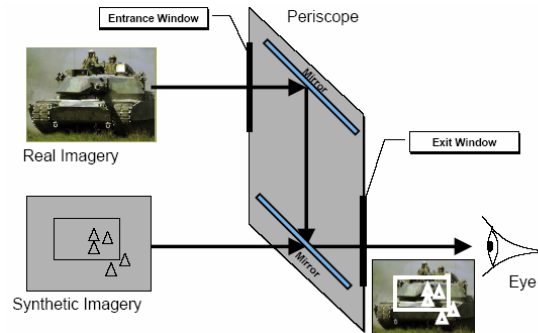 Periscope
Entrance Window
Mirror
Real Imagery
Exit Window
Mirror
Synthetic Imagery
Eye